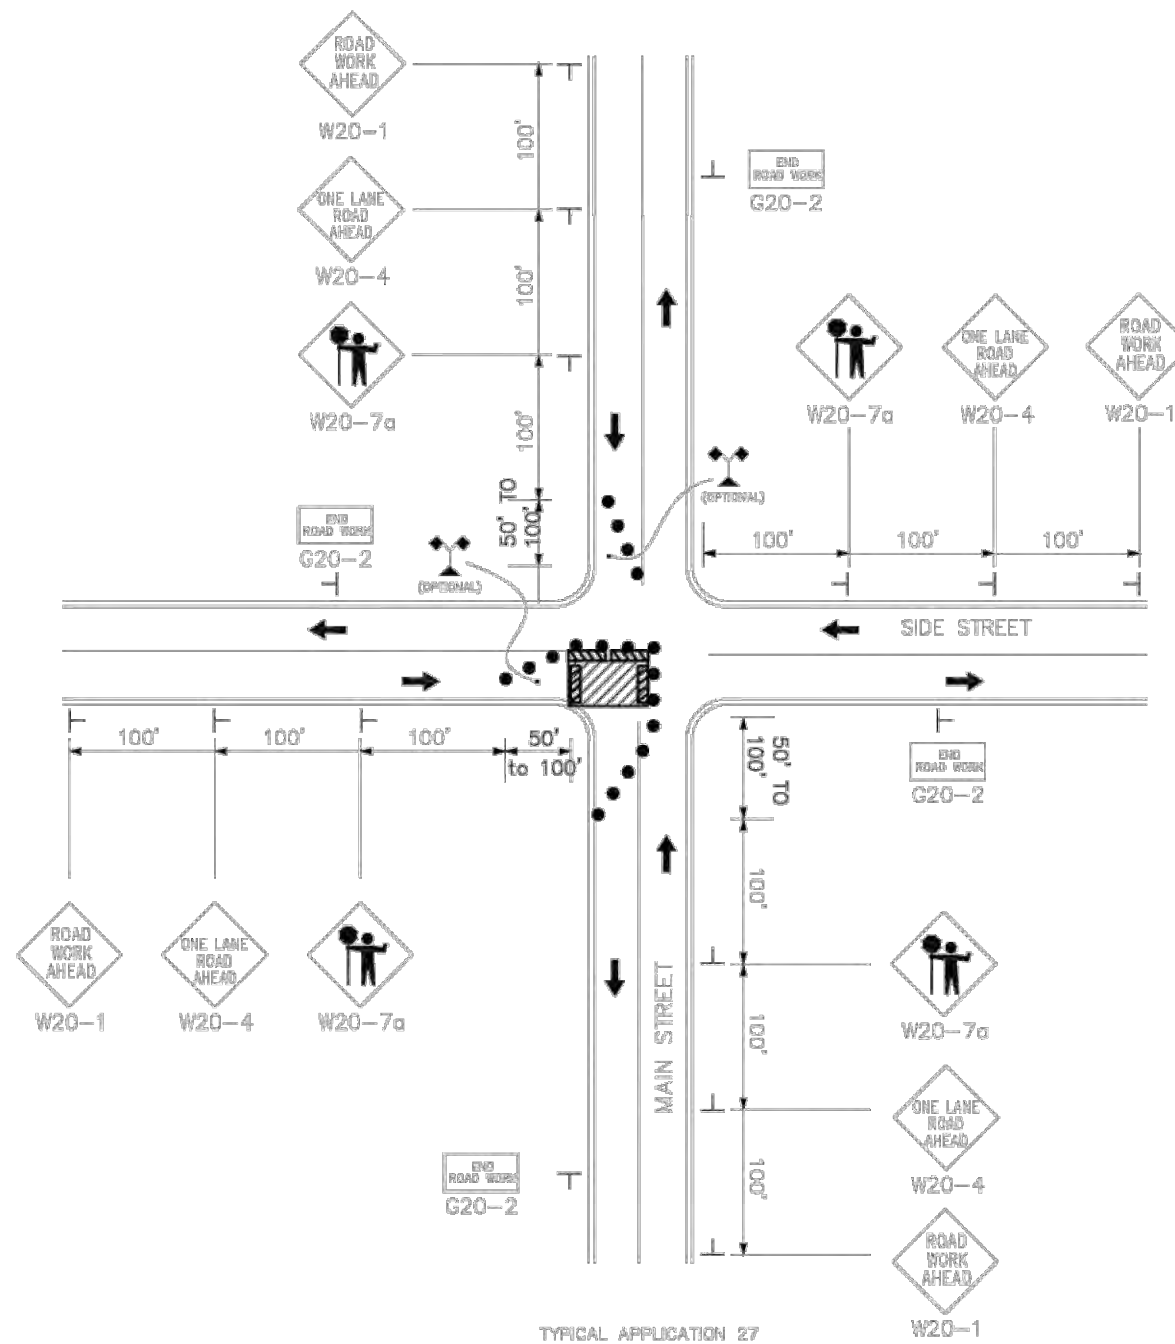 ROAD
WORK
AHEAD
W20-1
100'
END
ROAD WORK
G20-2
ONE LANE
ROAD
AHEAD
W20-4
100'
W20-7a
100'
50' TO
100'
END
ROAD WORK
G20-2
(OPTIONAL)
(OPTIONAL)
W20-7a
ONE LANE
ROAD
AHEAD
W20-4
ROAD
WORK
AHEAD
W20-1
100'
100'
100'
SIDE STREET
100'
100'
100'
50'
to 100'
50' TO
100'
END
ROAD WORK
G20-2
100'
ROAD
WORK
AHEAD
W20-1
ONE LANE
ROAD
AHEAD
W20-4
W20-7a
W20-7a
MAIN STREET
100'
ONE LANE
ROAD
AHEAD
W20-4
100'
END
ROAD WORK
G20-2
ROAD
WORK
AHEAD
W20-1
TYPICAL APPLICATION 27